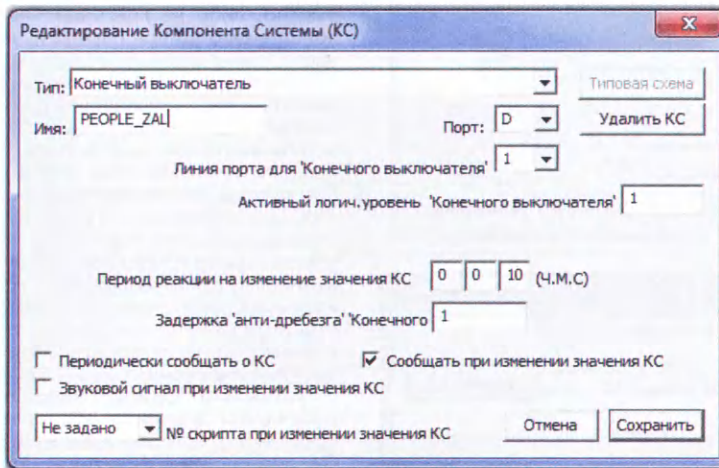 Редактирование Компонента Системы (КС)
Тип: Конечный выключатель Типовая схема
Имя: PEOPLE_ZAL Порт: D Удалить КС
Линия порта для 'Конечного выключателя' 1
Активный логич.уровень 'Конечного выключателя' 1
Период реакции на изменение значения КС 0 0 10 (Ч.М.С)
Задержка 'анти-дребезга' 'Конечного 1
Периодически сообщать о КС Сообщать при изменении значения КС
Звуковой сигнал при изменении значения КС
Не задано № скрипта при изменении значения КС Отмена Сохранить